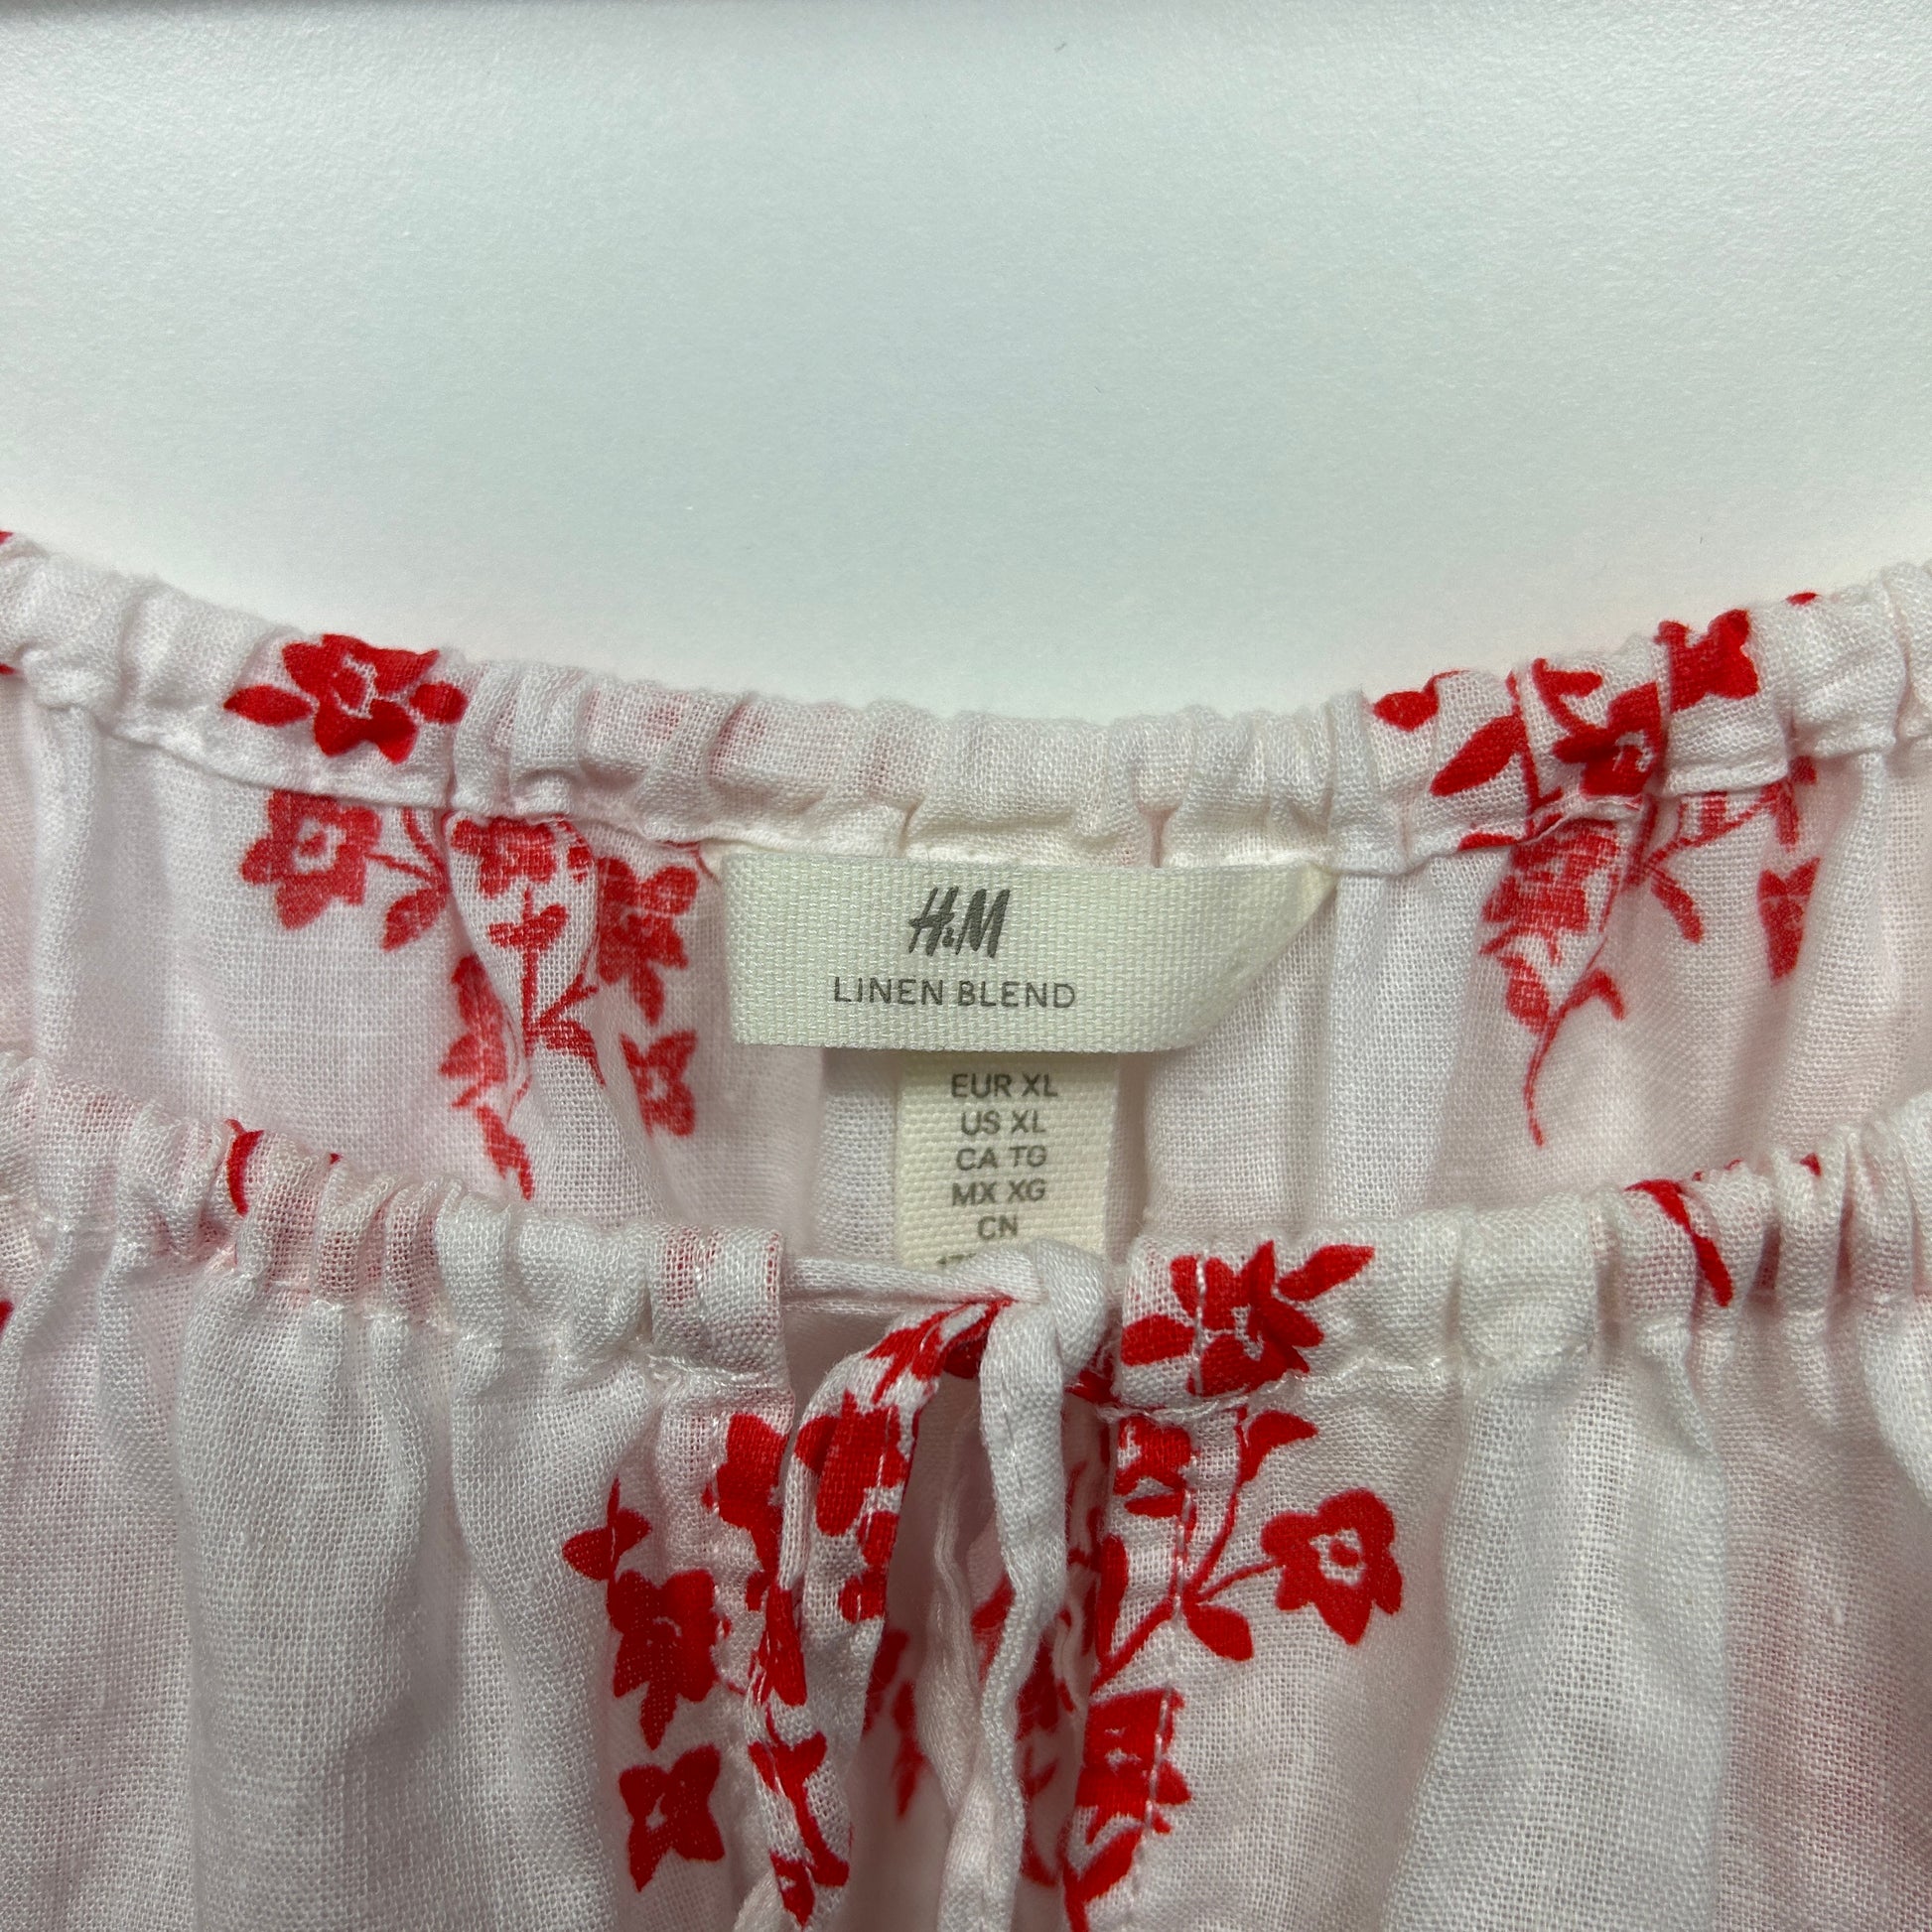 H&M
LINEN BLEND
EUR XL
US XL
CA TG
MX XG
CN